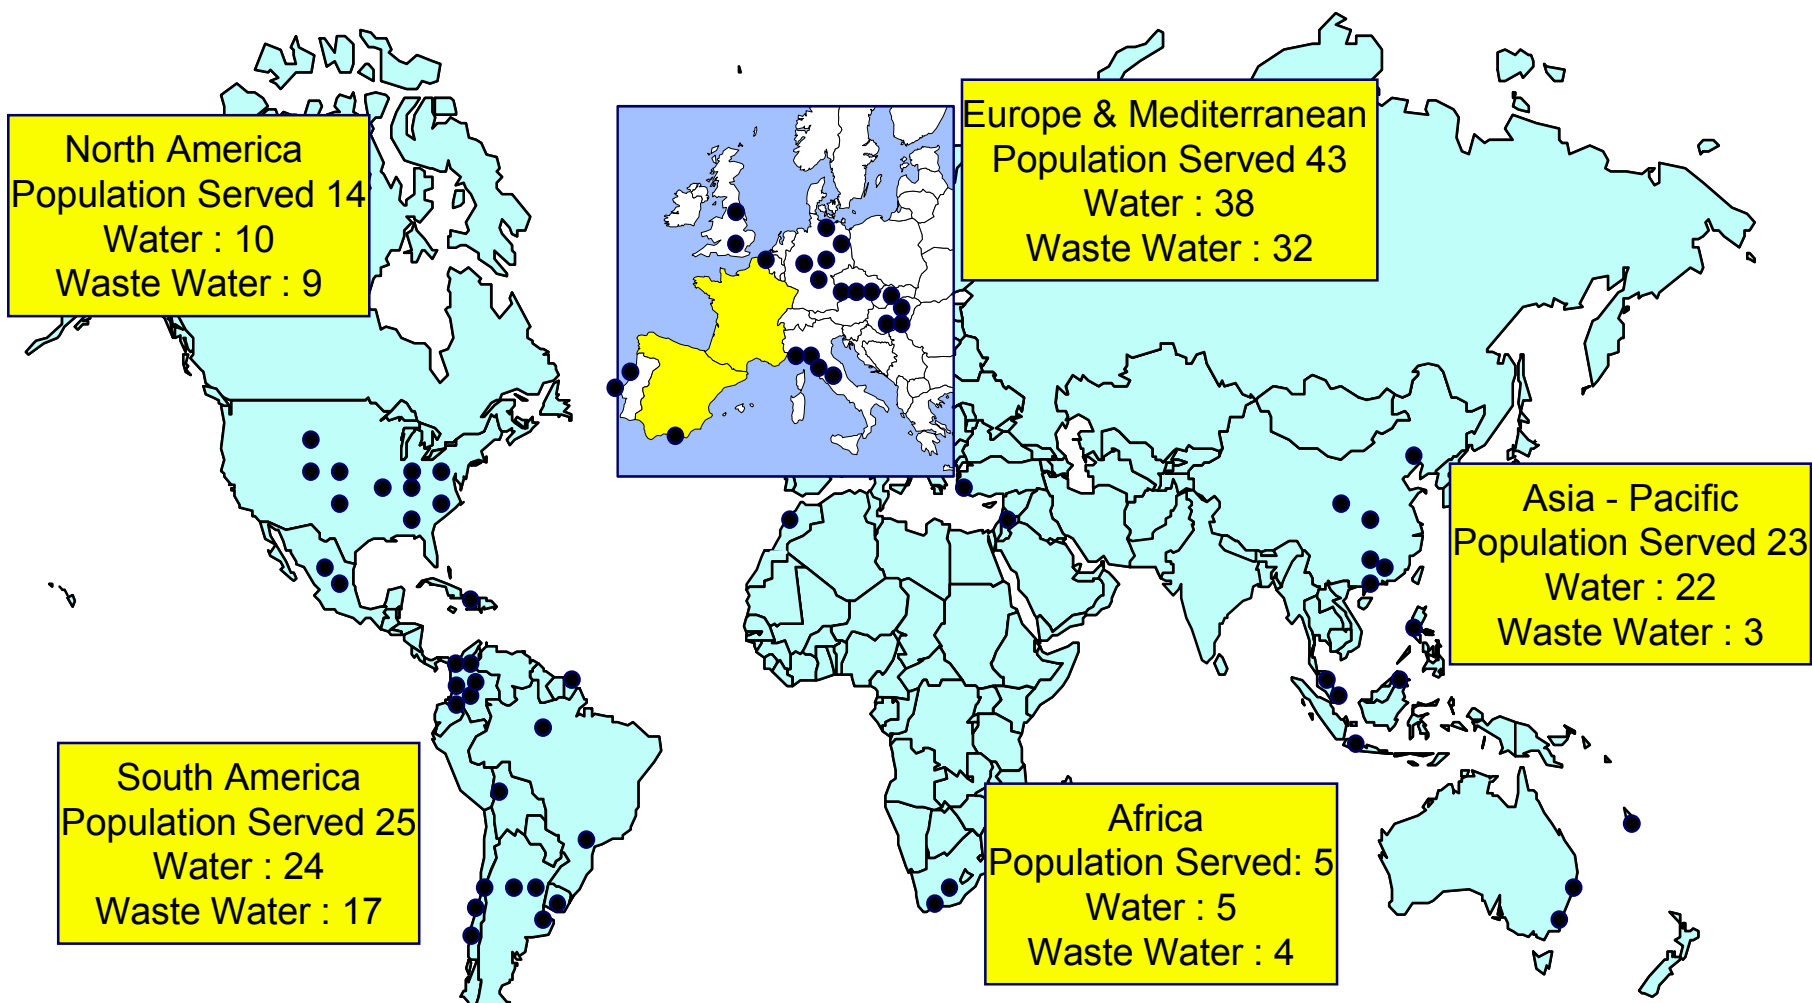 North America
Population Served 14
Water : 10
Waste Water : 9
Europe & Mediterranean
Population Served 43
Water : 38
Waste Water : 32
Asia - Pacific
Population Served 23
Water : 22
Waste Water : 3
South America
Population Served 25
Water : 24
Waste Water : 17
Africa
Population Served: 5
Water : 5
Waste Water : 4